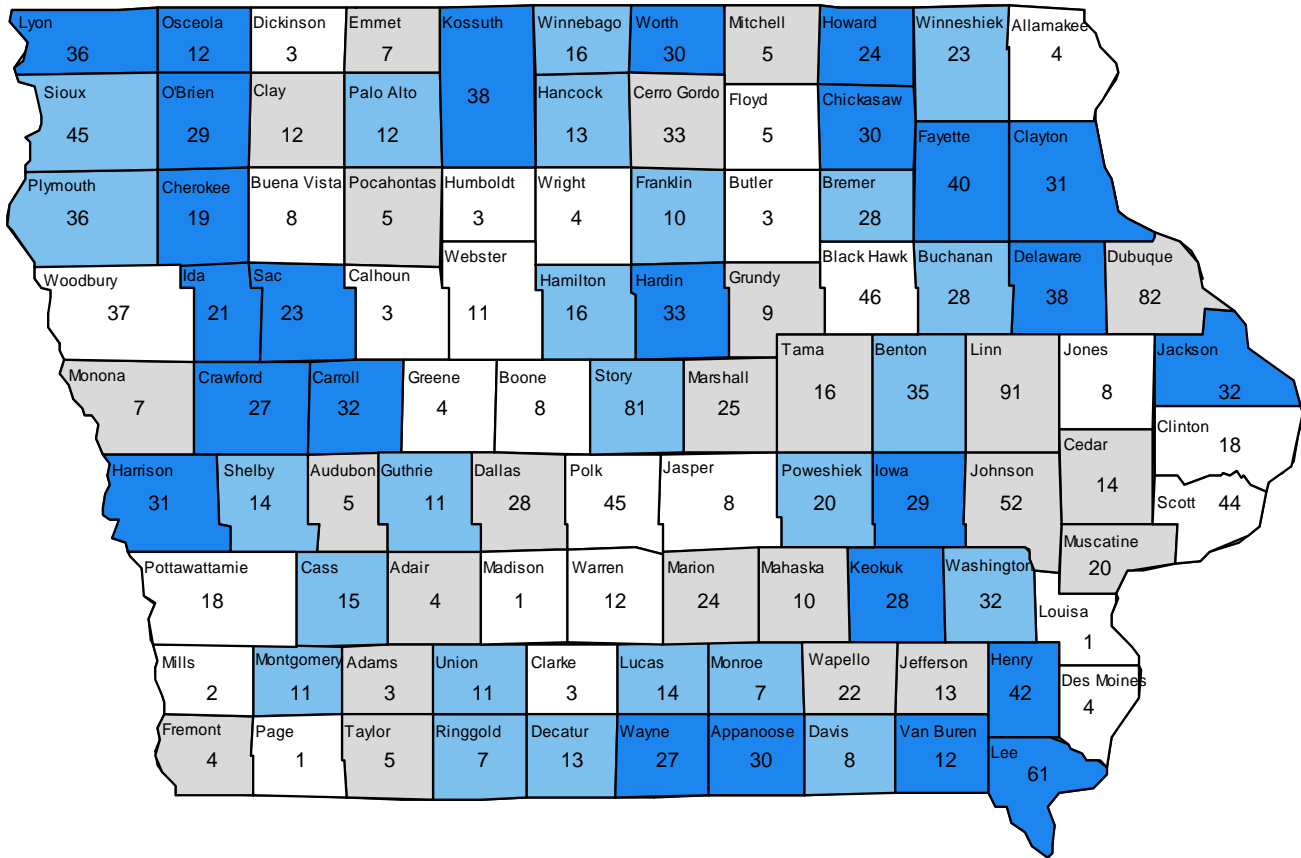 Lyon
36
Osceola
12
Dickinson
3
Emmet
7
Kossuth
38
Winnebago
16
Worth
30
Mitchell
5
Howard
24
Winneshiek
23
Allamakee
4
Sioux
45
O'Brien
29
Clay
12
Palo Alto
12
Hancock
13
Cerro Gordo
33
Floyd
5
Chickasaw
30
Fayette
40
Clayton
31
Plymouth
36
Cherokee
19
Buena Vista
8
Pocahontas
5
Humboldt
3
Wright
4
Franklin
10
Butler
3
Bremer
28
Woodbury
37
Ida
21
Sac
23
Calhoun
3
Webster
11
Hamilton
16
Hardin
33
Grundy
9
Black Hawk
46
Buchanan
28
Delaware
38
Dubuque
82
Monona
7
Crawford
27
Carroll
32
Greene
4
Boone
8
Story
81
Marshall
25
Tama
16
Benton
35
Linn
91
Jones
8
Jackson
32
Clinton
18
Cedar
14
Harrison
31
Shelby
14
Audubon
5
Guthrie
11
Dallas
28
Polk
45
Jasper
8
Poweshiek
20
Iowa
29
Johnson
52
Scott
44
Muscatine
20
Pottawattamie
18
Cass
15
Adair
4
Madison
1
Warren
12
Marion
24
Mahaska
10
Keokuk
28
Washington
32
Louisa
1
Mills
2
Montgomery
11
Adams
3
Union
11
Clarke
3
Lucas
14
Monroe
7
Wapello
22
Jefferson
13
Henry
42
Des Moines
4
Fremont
4
Page
1
Taylor
5
Ringgold
7
Decatur
13
Wayne
27
Appanoose
30
Davis
8
Van Buren
12
Lee
61